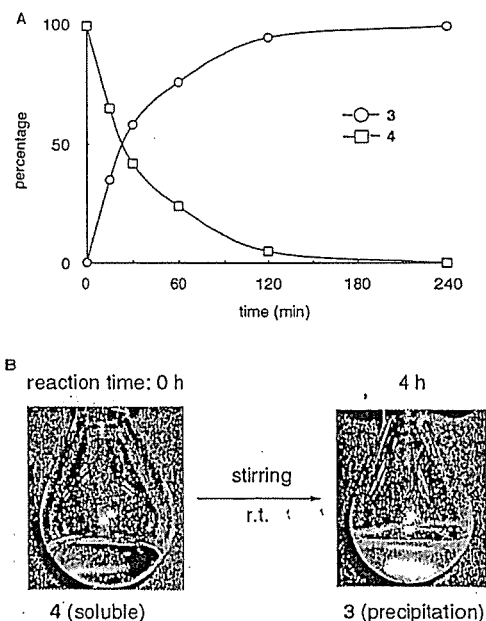 A
100
50
0
percentage
3
4
0 60 120 180 240
time (min)
B
reaction time: 0 h 4 h
stirring
r.t.
4 (soluble) 3 (precipitation)